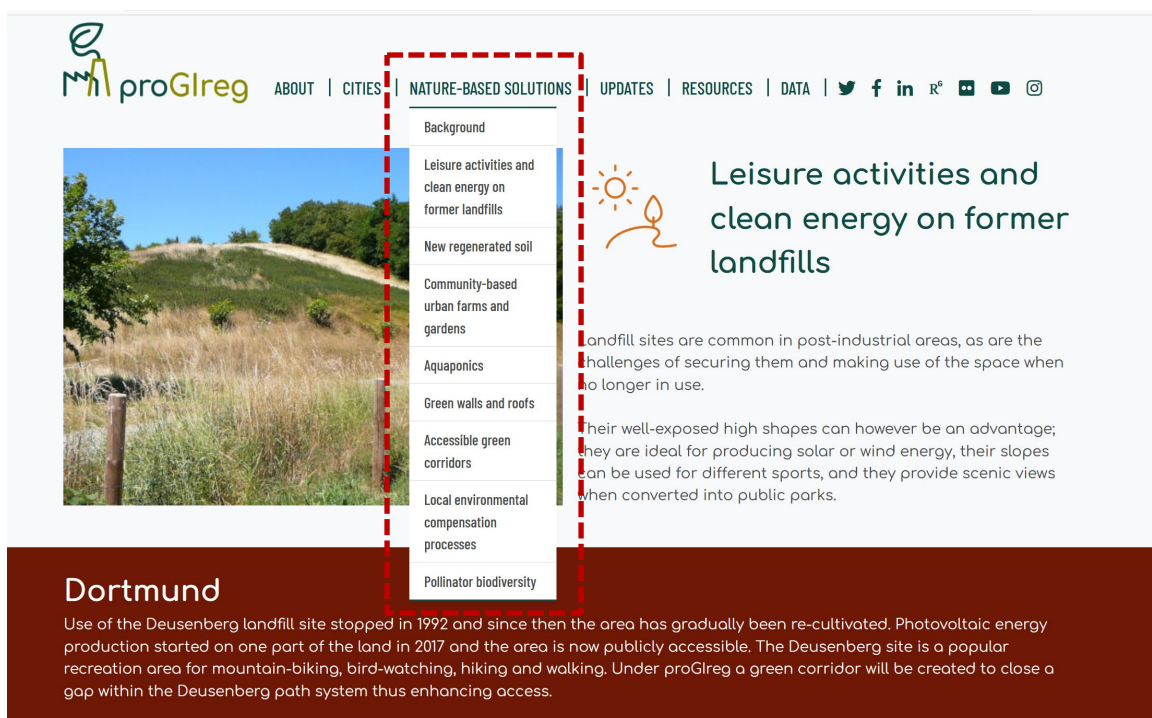 proGIreg
ABOUT | CITIES | NATURE-BASED SOLUTIONS | UPDATES | RESOURCES | DATA |
Background
Leisure activities and
clean energy on
former landfills
New regenerated soil
Community-based
urban farms and
gardens
Aquaponics
Green walls and roofs
Accessible green
corridors
Local environmental
compensation
processes
Pollinator biodiversity
Leisure activities and
clean energy on former
landfills
Landfill sites are common in post-industrial areas, as are the
challenges of securing them and making use of the space when
no longer in use.
Their well-exposed high shapes can however be an advantage;
they are ideal for producing solar or wind energy, their slopes
can be used for different sports, and they provide scenic views
when converted into public parks.
Dortmund
Use of the Deusenberg landfill site stopped in 1992 and since then the area has gradually been re-cultivated. Photovoltaic energy
production started on one part of the land in 2017 and the area is now publicly accessible. The Deusenberg site is a popular
recreation area for mountain-biking, bird-watching, hiking and walking. Under proGIreg a green corridor will be created to close a
gap within the Deusenberg path system thus enhancing access.